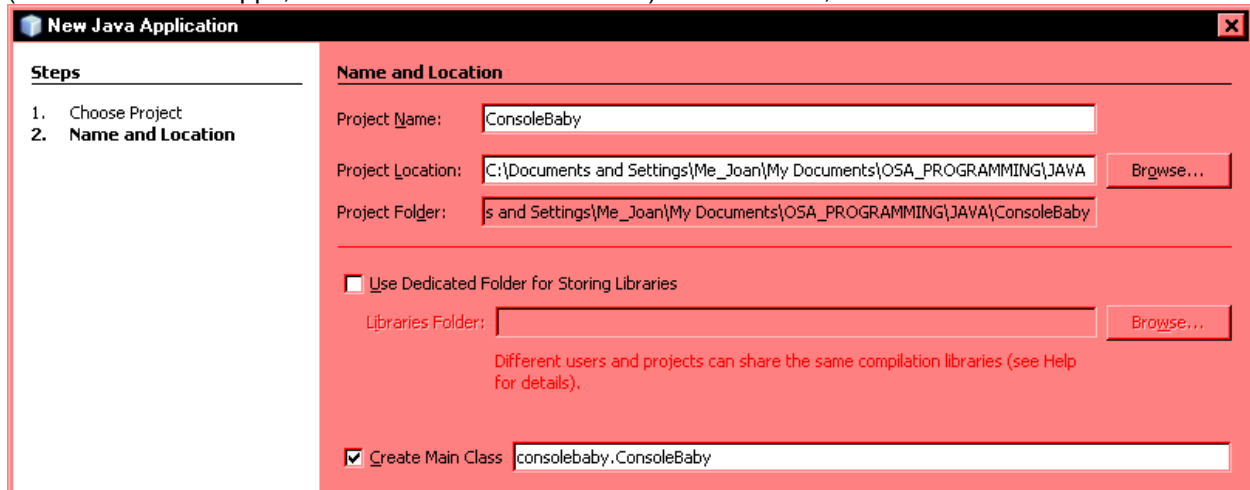 New Java Application
Steps
1. Choose Project
2. Name and Location
Name and Location
Project Name: ConsoleBaby
Project Location: C:\Documents and Settings\Me_Joan\My Documents\OSA_PROGRAMMING\JAVA Browse...
Project Folder: s and Settings\Me_Joan\My Documents\OSA_PROGRAMMING\JAVA\ConsoleBaby
Use Dedicated Folder for Storing Libraries
Libraries Folder: Browse...
Different users and projects can share the same compilation libraries (see Help
for details).
Create Main Class consolebaby.ConsoleBaby